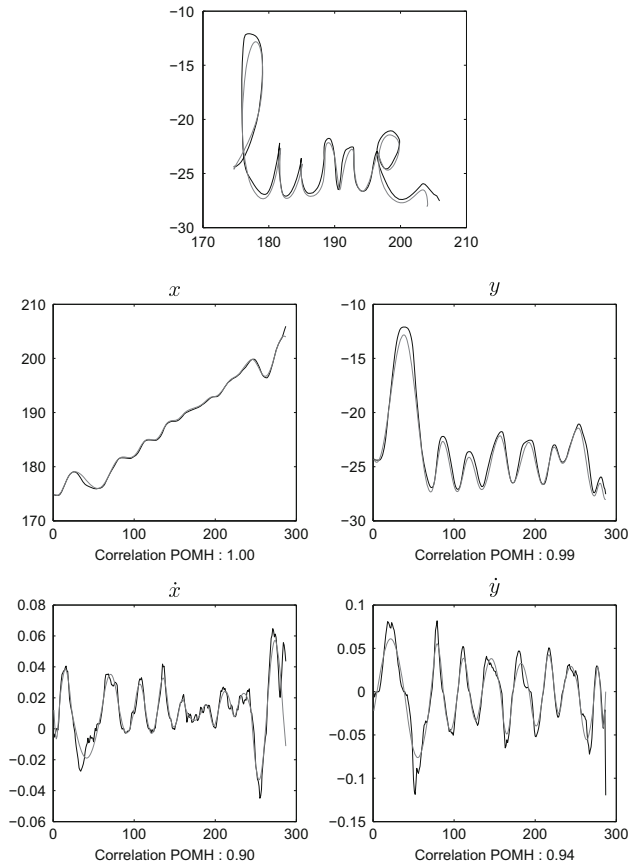 −10
−15
−20
−25
−30
170 180 190 200 210
lune
x
210
200
190
180
170
0 100 200 300
Correlation POMH : 1.00
y
−10
−15
−20
−25
−30
0 100 200 300
Correlation POMH : 0.99
ẋ
0.08
0.06
0.04
0.02
0
−0.02
−0.04
−0.06
0 100 200 300
Correlation POMH : 0.90
ẏ
0.1
0.05
0
−0.05
−0.1
−0.15
0 100 200 300
Correlation POMH : 0.94